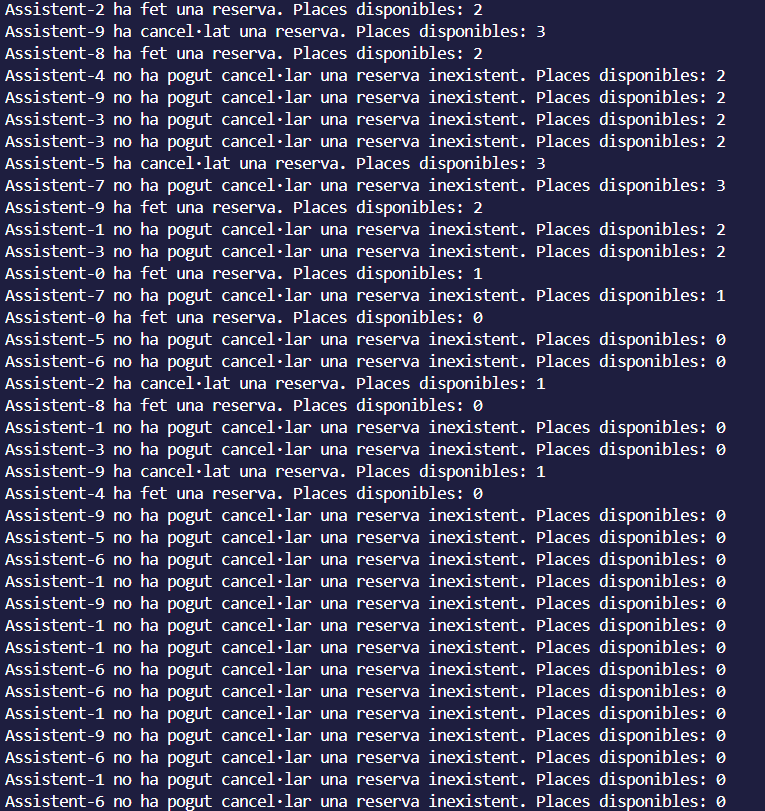 Assistent-2 ha fet una reserva. Places disponibles: 2
Assistent-9 ha cancel·lat una reserva. Places disponibles: 3
Assistent-8 ha fet una reserva. Places disponibles: 2
Assistent-4 no ha pogut cancel·lar una reserva inexistent. Places disponibles: 2
Assistent-9 no ha pogut cancel·lar una reserva inexistent. Places disponibles: 2
Assistent-3 no ha pogut cancel·lar una reserva inexistent. Places disponibles: 2
Assistent-3 no ha pogut cancel·lar una reserva inexistent. Places disponibles: 2
Assistent-5 ha cancel·lat una reserva. Places disponibles: 3
Assistent-7 no ha pogut cancel·lar una reserva inexistent. Places disponibles: 3
Assistent-9 ha fet una reserva. Places disponibles: 2
Assistent-1 no ha pogut cancel·lar una reserva inexistent. Places disponibles: 2
Assistent-3 no ha pogut cancel·lar una reserva inexistent. Places disponibles: 2
Assistent-0 ha fet una reserva. Places disponibles: 1
Assistent-7 no ha pogut cancel·lar una reserva inexistent. Places disponibles: 1
Assistent-0 ha fet una reserva. Places disponibles: 0
Assistent-5 no ha pogut cancel·lar una reserva inexistent. Places disponibles: 0
Assistent-6 no ha pogut cancel·lar una reserva inexistent. Places disponibles: 0
Assistent-2 ha cancel·lat una reserva. Places disponibles: 1
Assistent-8 ha fet una reserva. Places disponibles: 0
Assistent-1 no ha pogut cancel·lar una reserva inexistent. Places disponibles: 0
Assistent-3 no ha pogut cancel·lar una reserva inexistent. Places disponibles: 0
Assistent-9 ha cancel·lat una reserva. Places disponibles: 1
Assistent-4 ha fet una reserva. Places disponibles: 0
Assistent-9 no ha pogut cancel·lar una reserva inexistent. Places disponibles: 0
Assistent-5 no ha pogut cancel·lar una reserva inexistent. Places disponibles: 0
Assistent-6 no ha pogut cancel·lar una reserva inexistent. Places disponibles: 0
Assistent-1 no ha pogut cancel·lar una reserva inexistent. Places disponibles: 0
Assistent-9 no ha pogut cancel·lar una reserva inexistent. Places disponibles: 0
Assistent-1 no ha pogut cancel·lar una reserva inexistent. Places disponibles: 0
Assistent-1 no ha pogut cancel·lar una reserva inexistent. Places disponibles: 0
Assistent-6 no ha pogut cancel·lar una reserva inexistent. Places disponibles: 0
Assistent-6 no ha pogut cancel·lar una reserva inexistent. Places disponibles: 0
Assistent-1 no ha pogut cancel·lar una reserva inexistent. Places disponibles: 0
Assistent-9 no ha pogut cancel·lar una reserva inexistent. Places disponibles: 0
Assistent-6 no ha pogut cancel·lar una reserva inexistent. Places disponibles: 0
Assistent-1 no ha pogut cancel·lar una reserva inexistent. Places disponibles: 0
Assistent-6 no ha pogut cancel·lar una reserva inexistent. Places disponibles: 0